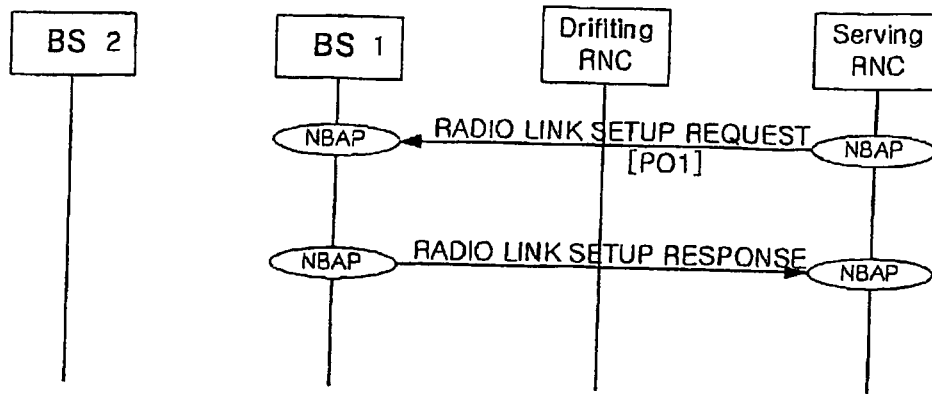 BS 2
BS 1
Drifiting
RNC
Serving
RNC
NBAP
RADIO LINK SETUP REQUEST
[PO1]
NBAP
NBAP
RADIO LINK SETUP RESPONSE
NBAP